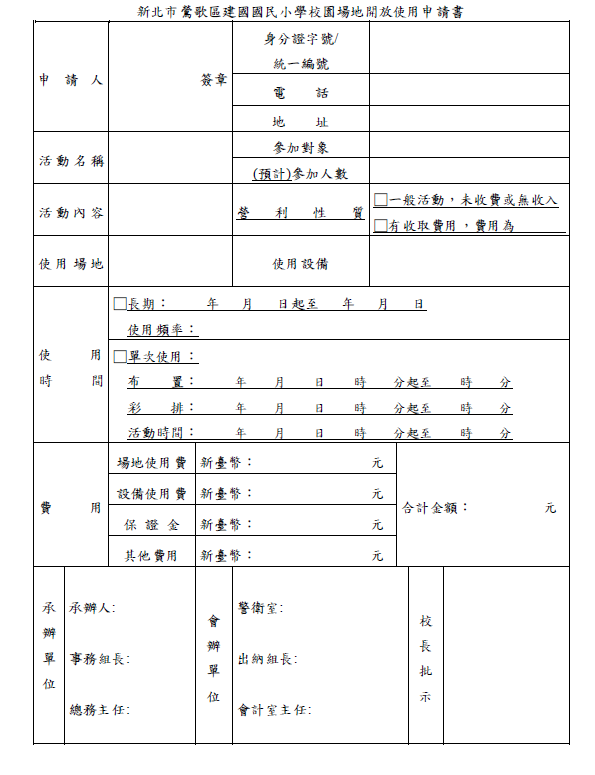 新北市鶯歌區建國國民小學校園場地開放使用申請書
申請人
簽章
身分證字號/
統一編號
電話
地址
活動名稱
參加對象
(預計)參加人數
活動內容
營利性質
□一般活動，未收費或無收入
□有收取費用，費用為
使用場地
使用設備
使用
時間
□長期： 年 月 日起至 年 月 日
使用頻率：
□單次使用：
布置： 年 月 日 時 分起至 時 分
彩排： 年 月 日 時 分起至 時 分
活動時間： 年 月 日 時 分起至 時 分
費用
場地使用費 新臺幣： 元
設備使用費 新臺幣： 元
保證金 新臺幣： 元
其他費用 新臺幣： 元
合計金額： 元
承辦單位
承辦人:
事務組長:
總務主任:
會辦單位
警衛室:
出納組長:
會計室主任:
校長批示